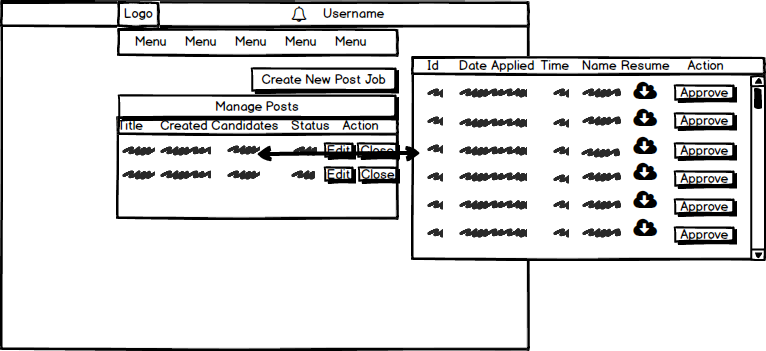 Logo Username
Menu Menu Menu Menu Menu
Create New Post Job
Manage Posts
Title Created Candidates Status Action
Edit Close
Edit Close
Id Date Applied Time Name Resume Action
Approve
Approve
Approve
Approve
Approve
Approve